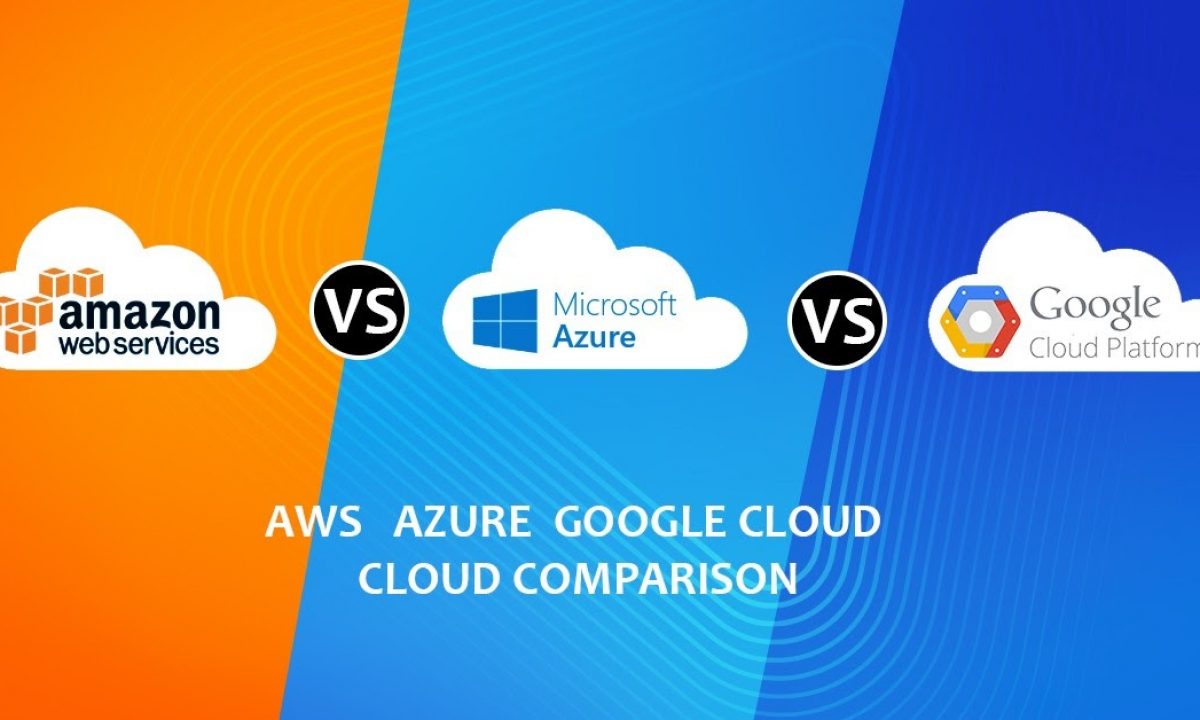 amazon
web services
VS
Microsoft
Azure
VS
Google
Cloud Platform
AWS AZURE GOOGLE CLOUD
CLOUD COMPARISON